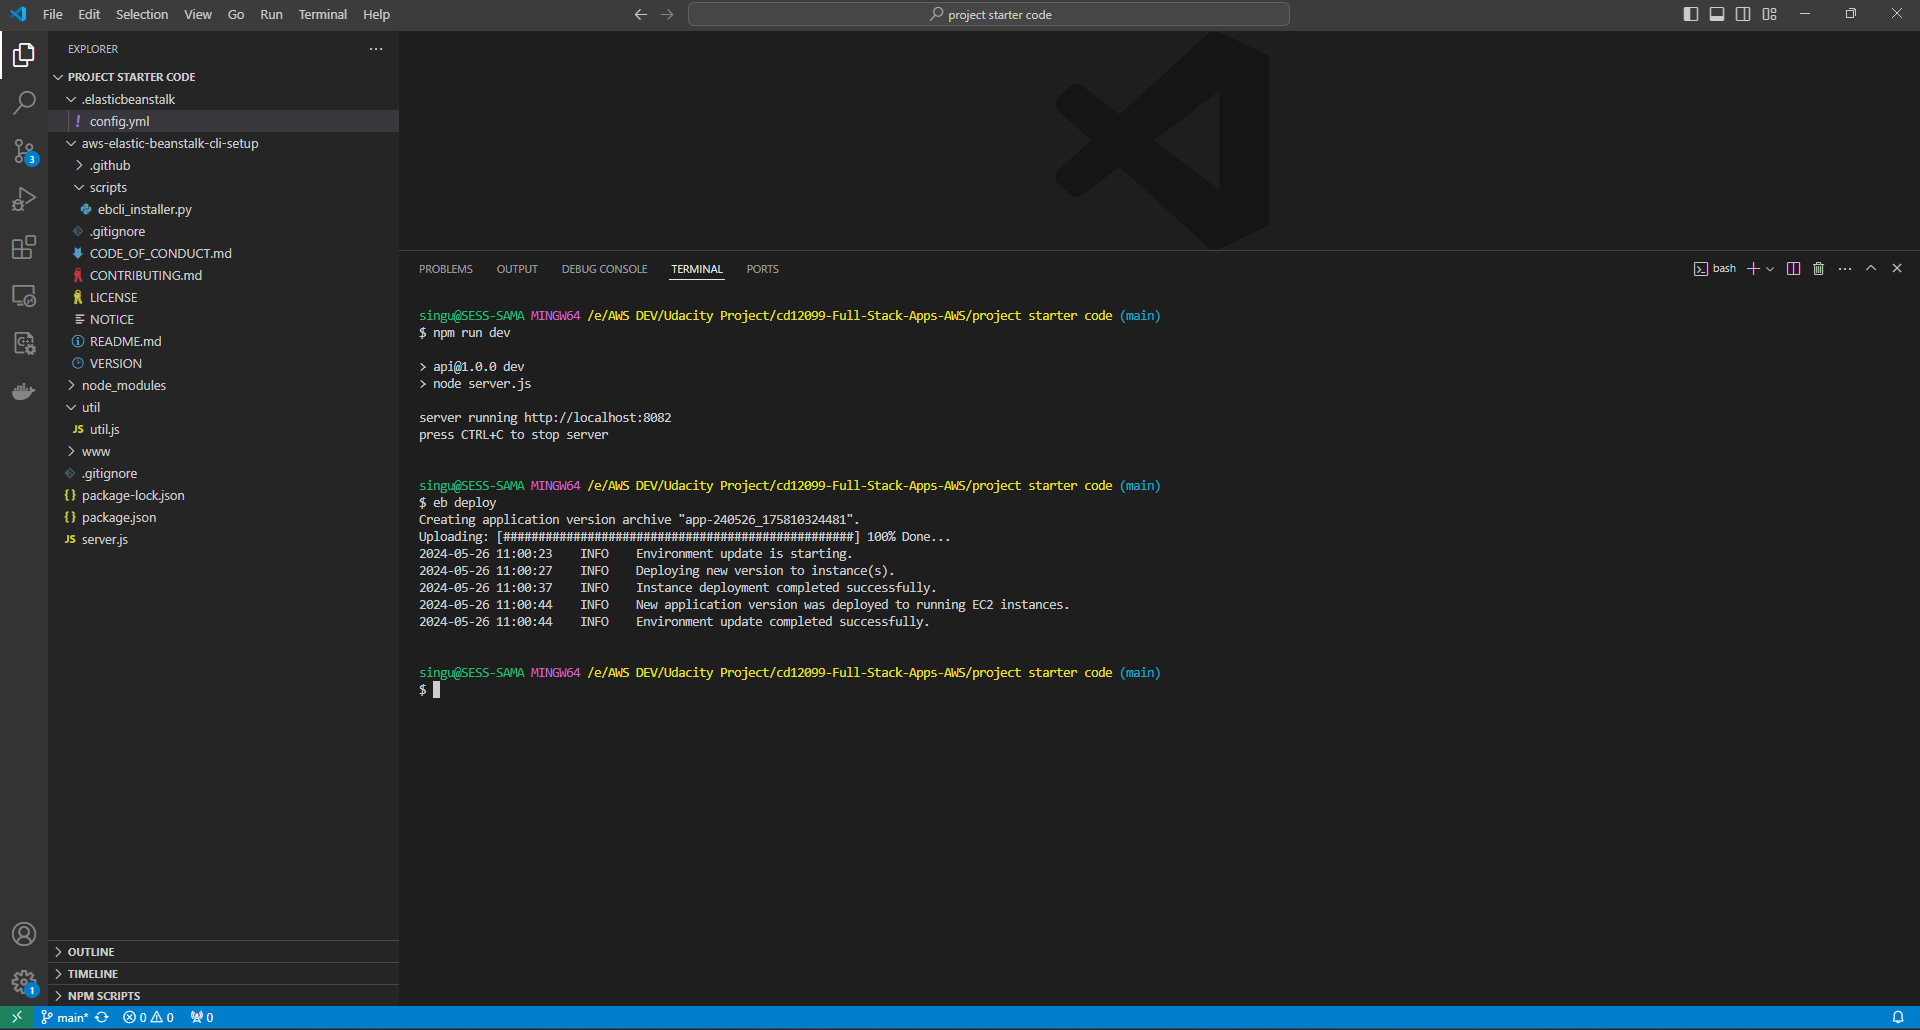 File Edit Selection View Go Run Terminal Help
project starter code
EXPLORER
PROJECT STARTER CODE
.elasticbeanstalk
! config.yml
aws-elastic-beanstalk-cli-setup
.github
scripts
ebcli_installer.py
.gitignore
CODE_OF_CONDUCT.md
CONTRIBUTING.md
LICENSE
NOTICE
README.md
VERSION
node_modules
util
JS util.js
www
.gitignore
{} package-lock.json
{} package.json
JS server.js
OUTLINE
TIMELINE
NPM SCRIPTS
3
1
PROBLEMS OUTPUT DEBUG CONSOLE TERMINAL PORTS
bash
singu@SESS-SAMA MINGW64 /e/AWS DEV/Udacity Project/cd12099-Full-Stack-Apps-AWS/project starter code (main)
$ npm run dev
> api@1.0.0 dev
> node server.js
server running http://localhost:8082
press CTRL+C to stop server
singu@SESS-SAMA MINGW64 /e/AWS DEV/Udacity Project/cd12099-Full-Stack-Apps-AWS/project starter code (main)
$ eb deploy
Creating application version archive "app-240526_175810324481".
Uploading: [##################################################] 100% Done...
2024-05-26 11:00:23    INFO    Environment update is starting.
2024-05-26 11:00:27    INFO    Deploying new version to instance(s).
2024-05-26 11:00:37    INFO    Instance deployment completed successfully.
2024-05-26 11:00:44    INFO    New application version was deployed to running EC2 instances.
2024-05-26 11:00:44    INFO    Environment update completed successfully.
singu@SESS-SAMA MINGW64 /e/AWS DEV/Udacity Project/cd12099-Full-Stack-Apps-AWS/project starter code (main)
$
main* 0 0 0